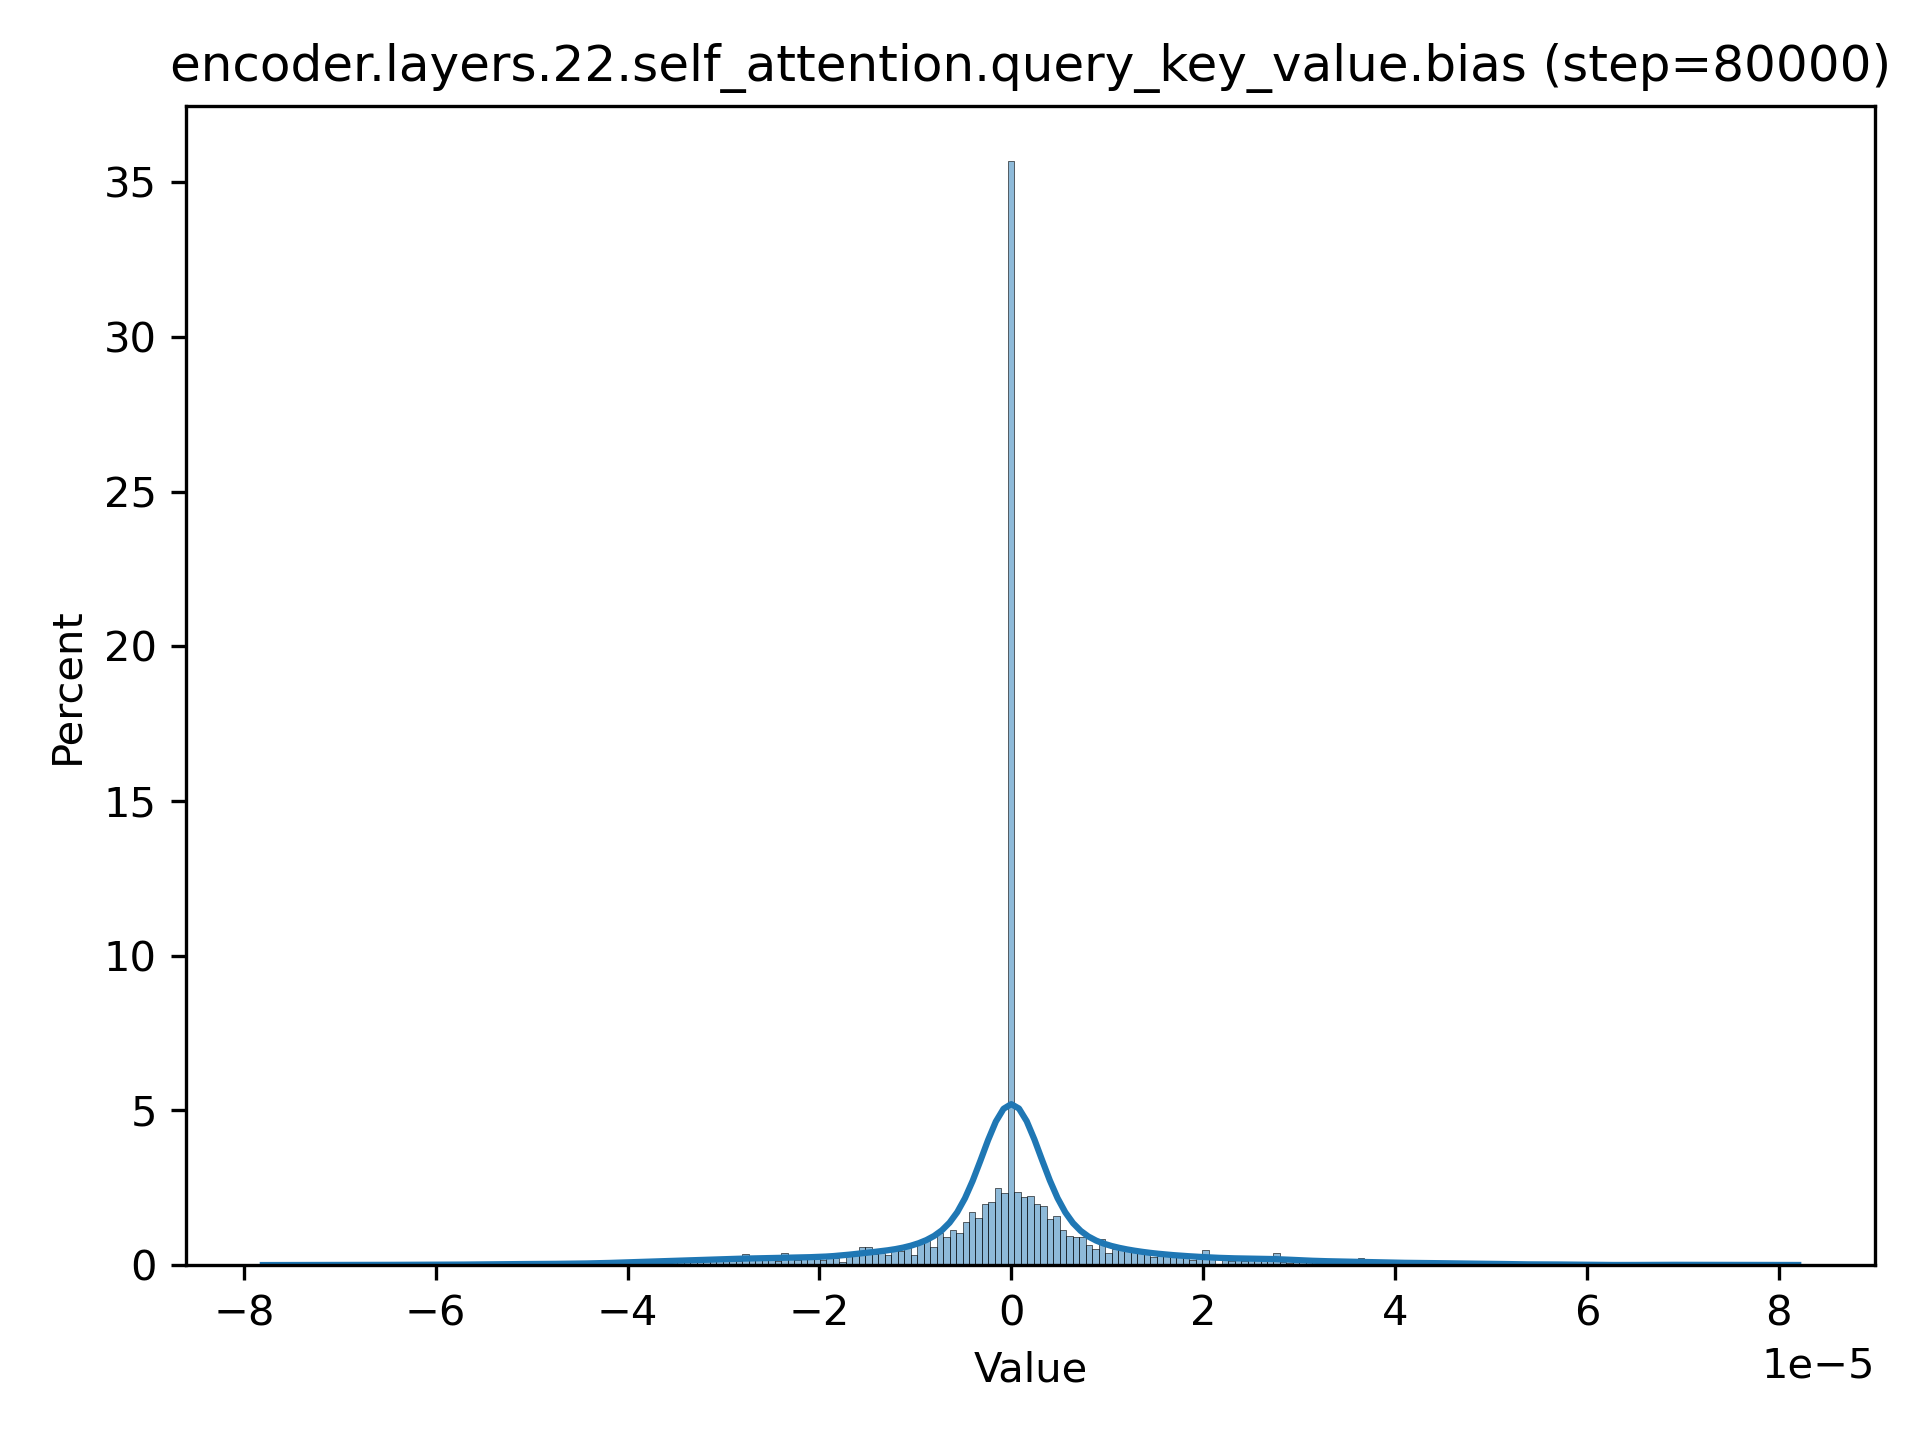 encoder.layers.22.self_attention.query_key_value.bias (step=80000)
35
30
25
20
15
10
5
0
Percent
−8 −6 −4 −2 0 2 4 6 8
1e−5
Value